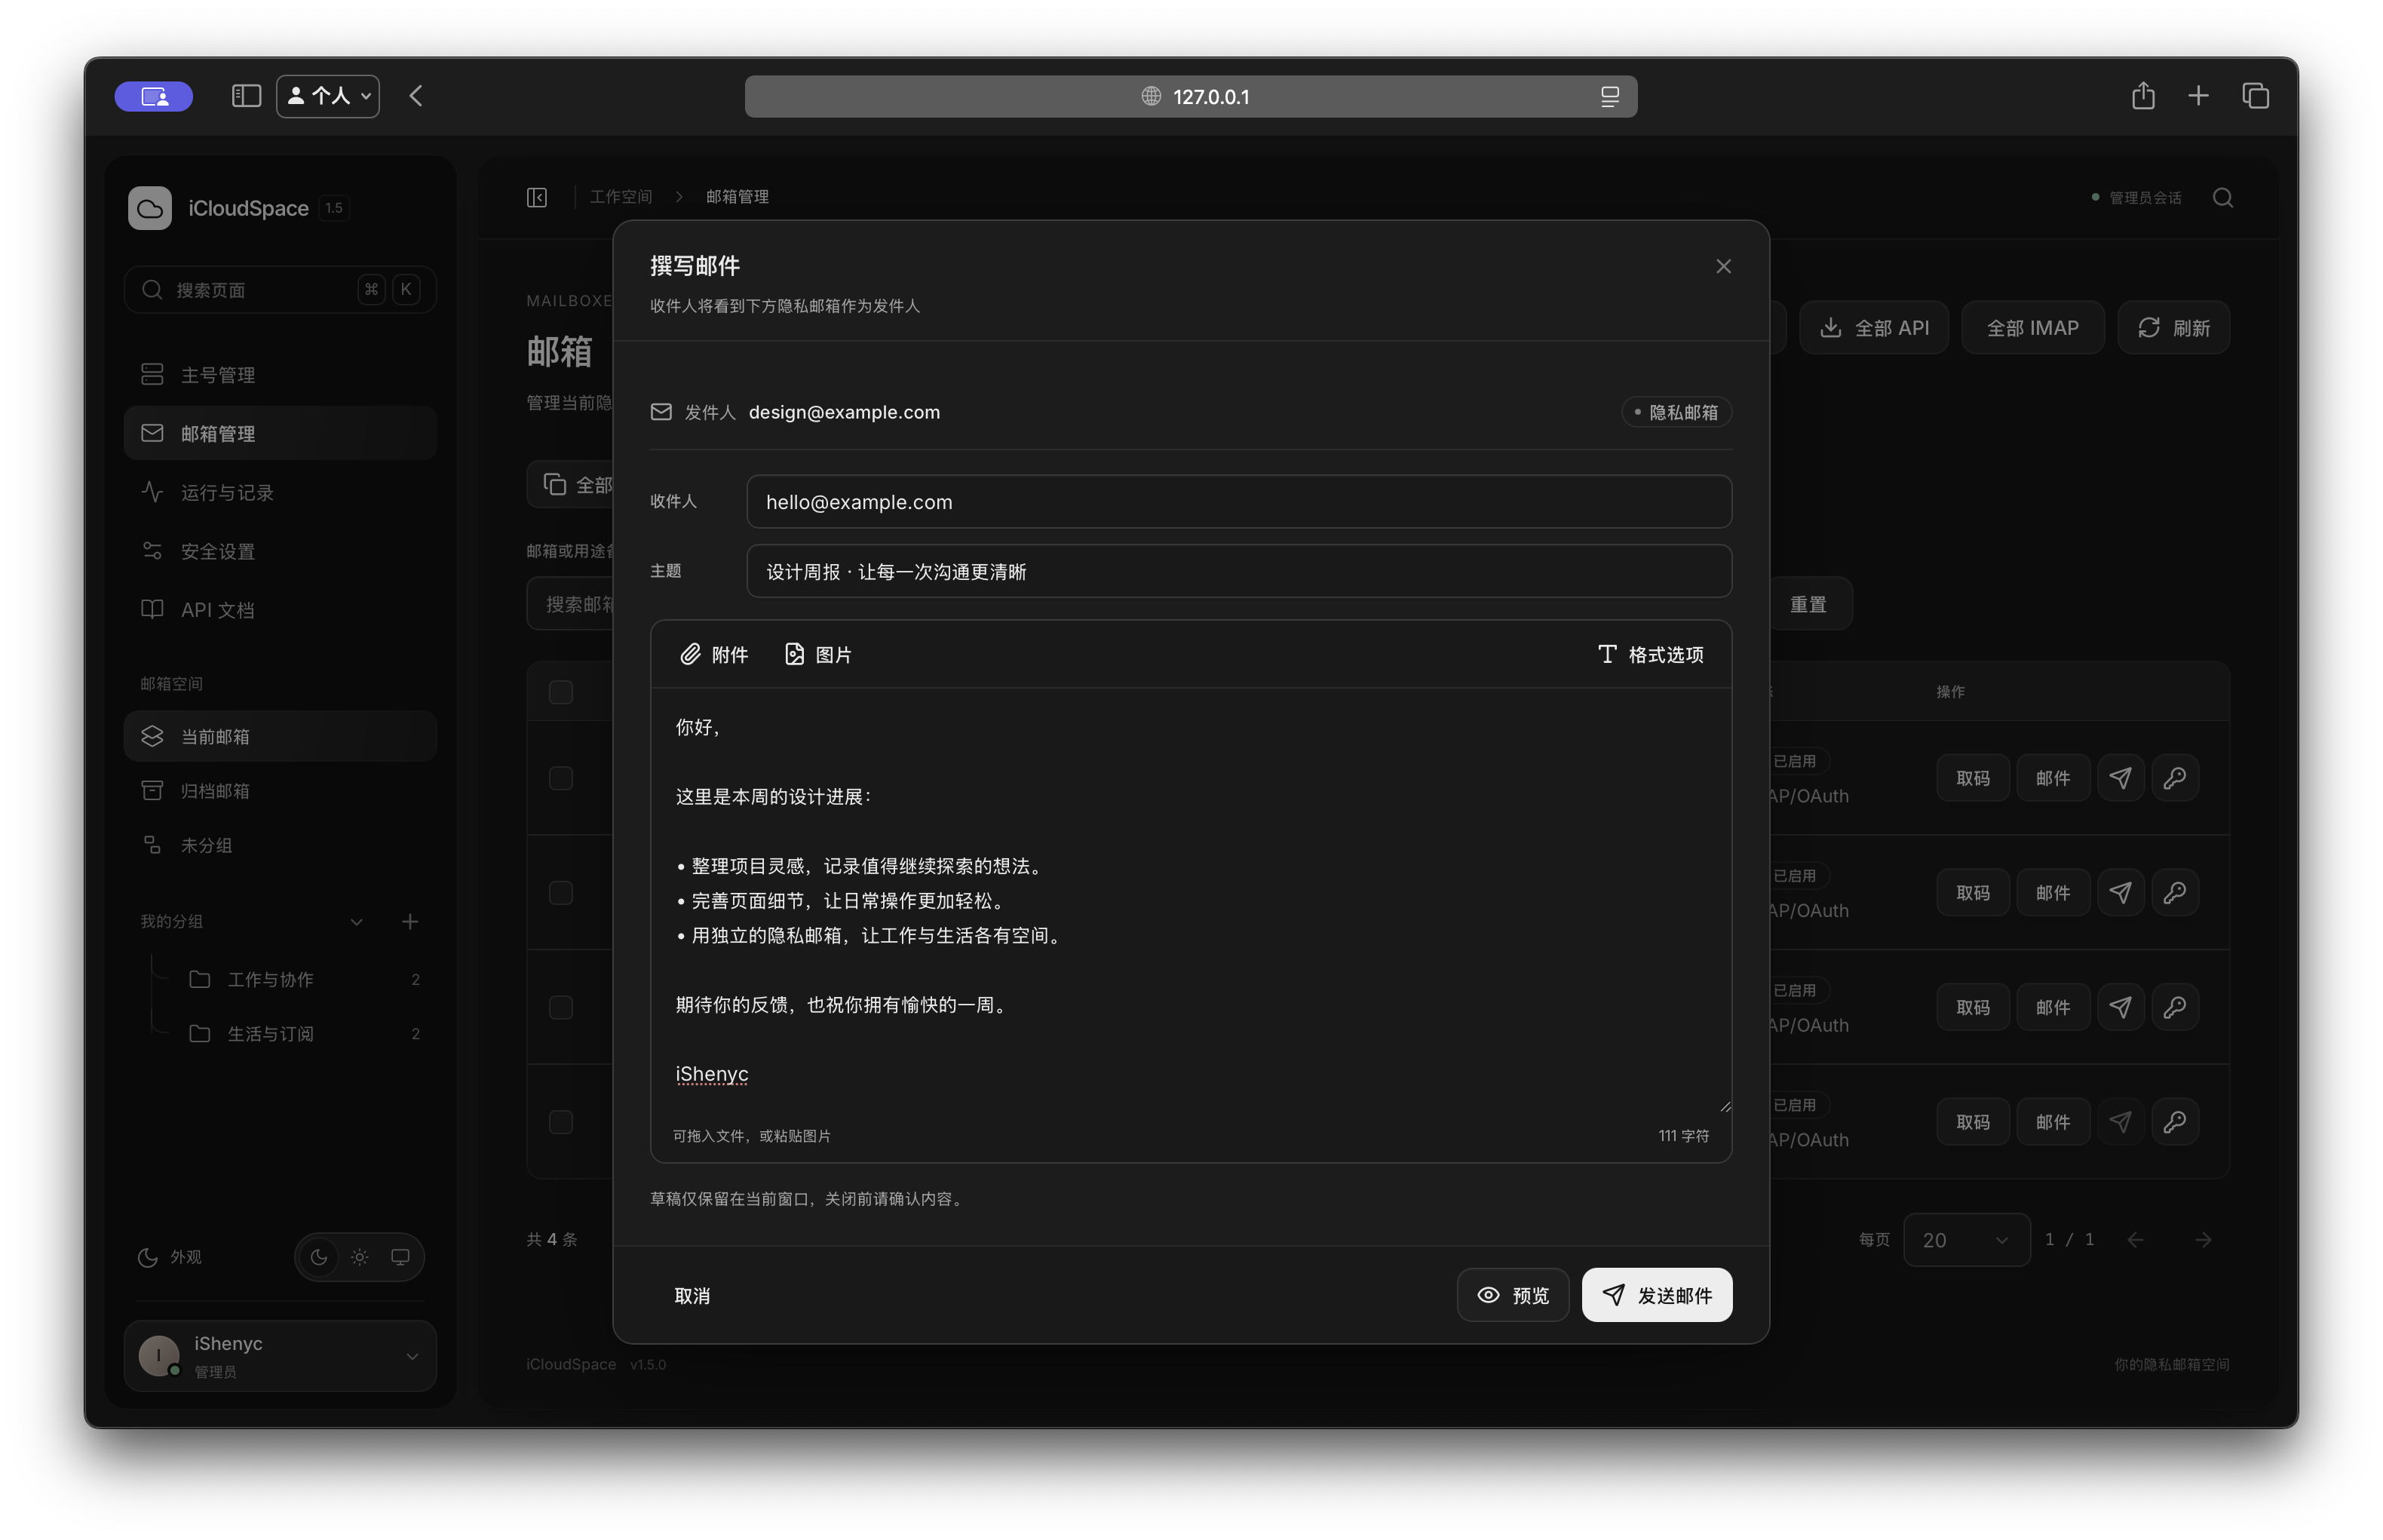 个人
127.0.0.1
iCloudSpace 1.5
搜索页面 ⌘ K
主号管理
邮箱管理
运行与记录
安全设置
API 文档
邮箱空间
当前邮箱
归档邮箱
未分组
我的分组
工作与协作 2
生活与订阅 2
外观
I
iShenyc
管理员
工作空间 > 邮箱管理
管理员会话
MAILBOXE
邮箱
管理当前隐
全部 API
全部 IMAP
刷新
全部
邮箱或用途备
搜索邮箱
重置
操作
已启用
AP/OAuth
取码 邮件
已启用
AP/OAuth
取码 邮件
已启用
AP/OAuth
取码 邮件
已启用
AP/OAuth
取码 邮件
共 4 条
每页 20 1 / 1
iCloudSpace v1.5.0
你的隐私邮箱空间
撰写邮件
收件人将看到下方隐私邮箱作为发件人
发件人 design@example.com
隐私邮箱
收件人 hello@example.com
主题 设计周报 · 让每一次沟通更清晰
附件 图片 格式选项
你好，
这里是本周的设计进展：
• 整理项目灵感，记录值得继续探索的想法。
• 完善页面细节，让日常操作更加轻松。
• 用独立的隐私邮箱，让工作与生活各有空间。
期待你的反馈，也祝你拥有愉快的一周。
iShenyc
可拖入文件，或粘贴图片
111 字符
草稿仅保留在当前窗口，关闭前请确认内容。
取消
预览
发送邮件